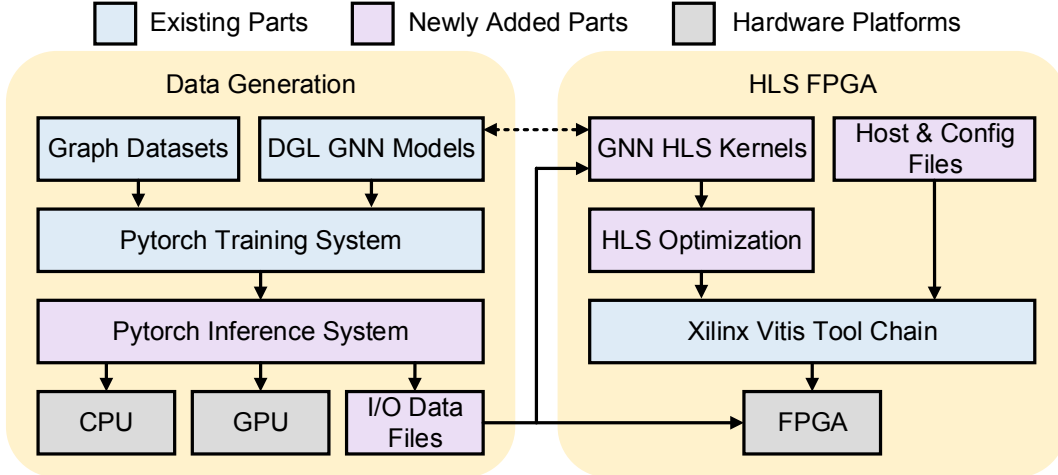 Existing Parts
Newly Added Parts
Hardware Platforms
Data Generation
Graph Datasets
DGL GNN Models
Pytorch Training System
Pytorch Inference System
CPU
GPU
I/O Data
Files
HLS FPGA
GNN HLS Kernels
Host & Config
Files
HLS Optimization
Xilinx Vitis Tool Chain
FPGA